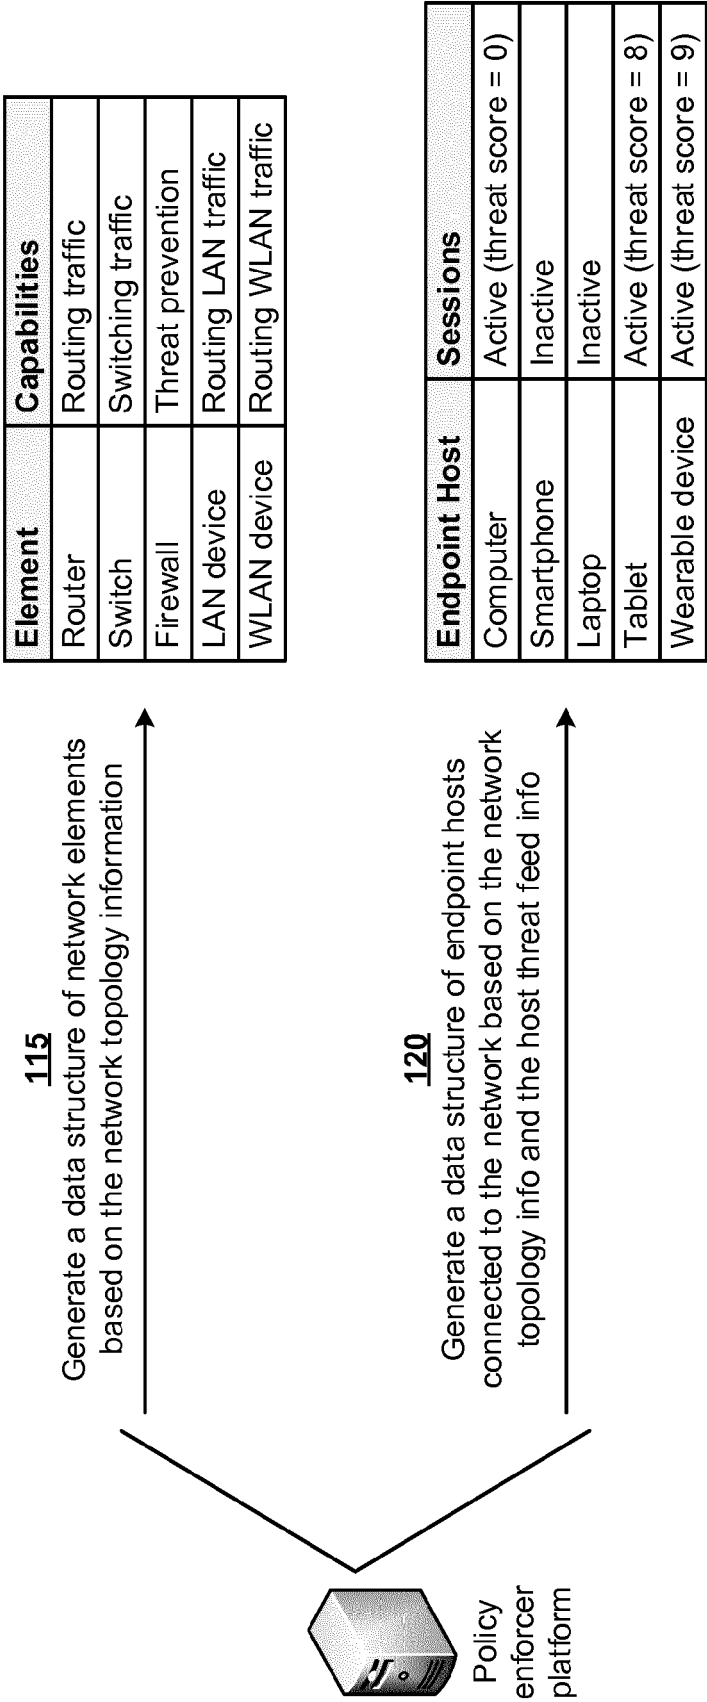 Policy
enforcer
platform
115
Generate a data structure of network elements
based on the network topology information
Element Capabilities
Router Routing traffic
Switch Switching traffic
Firewall Threat prevention
LAN device Routing LAN traffic
WLAN device Routing WLAN traffic
120
Generate a data structure of endpoint hosts
connected to the network based on the network
topology info and the host threat feed info
Endpoint Host Sessions
Computer Active (threat score = 0)
Smartphone Inactive
Laptop Inactive
Tablet Active (threat score = 8)
Wearable device Active (threat score = 9)